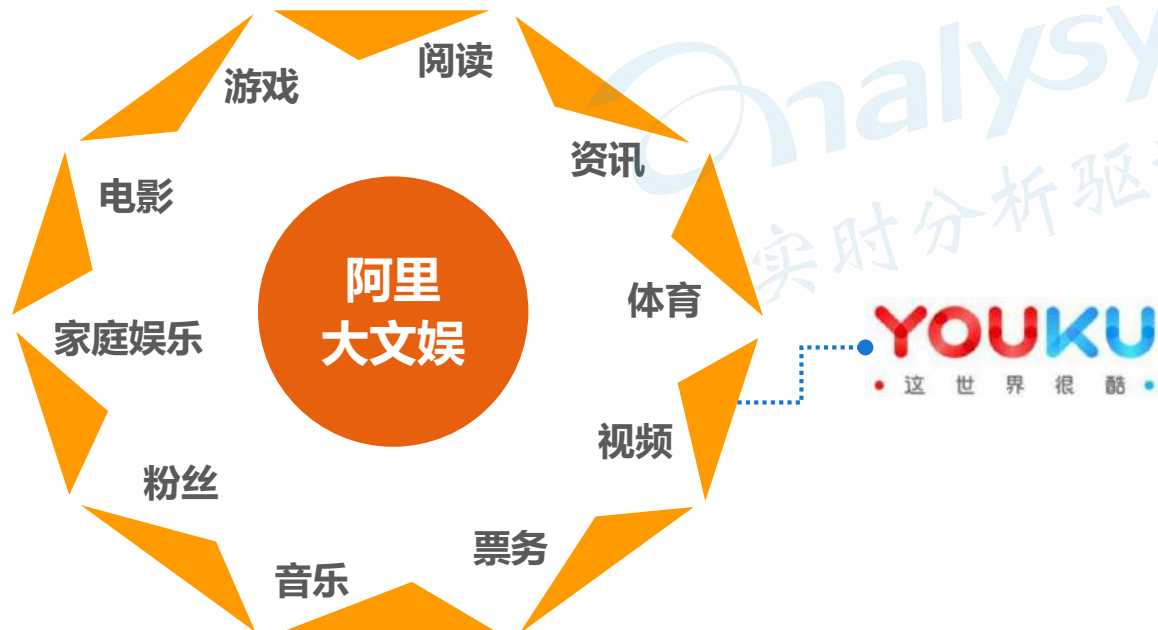 阅读
游戏
资讯
电影
阿里
大文娱
体育
家庭娱乐
视频
粉丝
票务
音乐
YOUKU
这世界很酷
analysy
实时分析驱